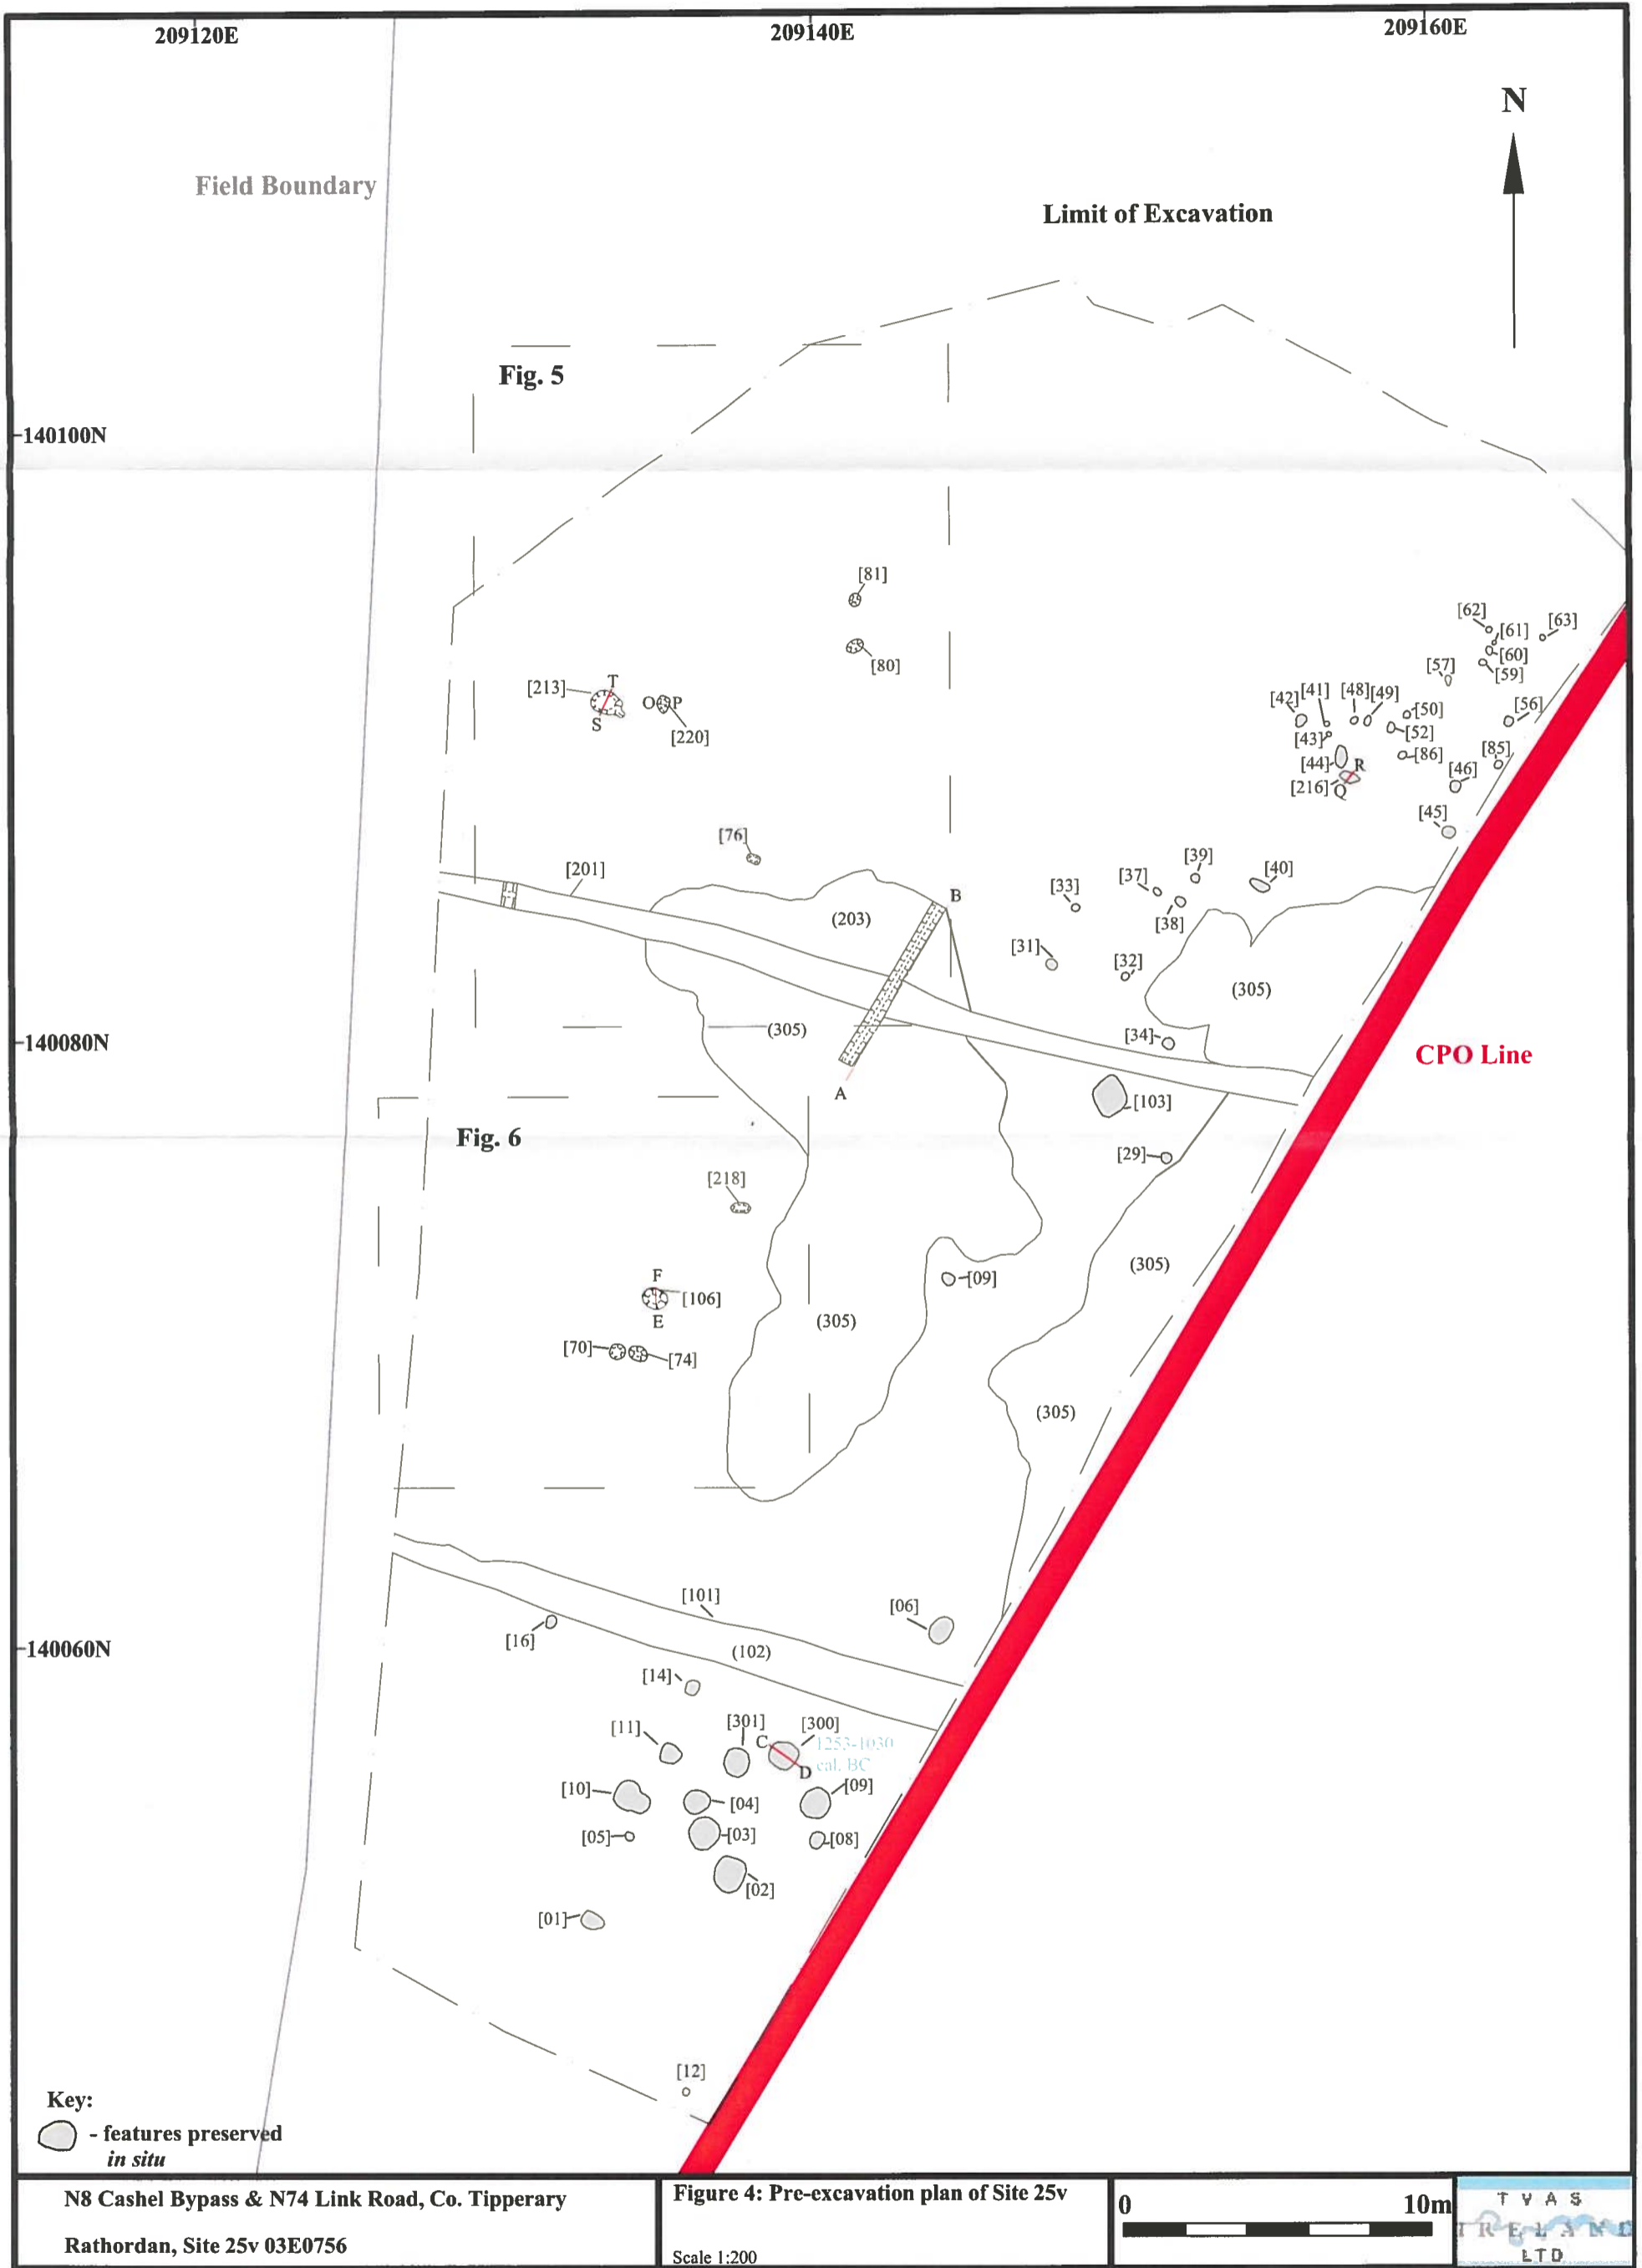 209120E
209140E
209160E
N
Field Boundary
Limit of Excavation
Fig. 5
140100N
[81]
[80]
[213]
T
S
O
P
[220]
[62]
[61]
[63]
[60]
[59]
[57]
[56]
[42]
[41]
[48]
[49]
[50]
[52]
[43]
[86]
[85]
[44]
R
[46]
[216]
Q
[45]
[76]
[201]
[39]
[37]
[40]
[33]
B
(203)
[38]
[31]
[32]
(305)
(305)
[34]
140080N
CPO Line
A
[103]
Fig. 6
[29]
[218]
(305)
F
[09]
[106]
E
(305)
[70]
[74]
(305)
[101]
[06]
[16]
(102)
140060N
[14]
[301]
[300]
[11]
C
1253-1030
cal. BC
D
[10]
[09]
[04]
[05]
[03]
[08]
[02]
[01]
[12]
Key:
- features preserved
in situ
N8 Cashel Bypass & N74 Link Road, Co. Tipperary
Rathordan, Site 25v 03E0756
Figure 4: Pre-excavation plan of Site 25v
Scale 1:200
0 10m
T V A S
IRELAND
LTD